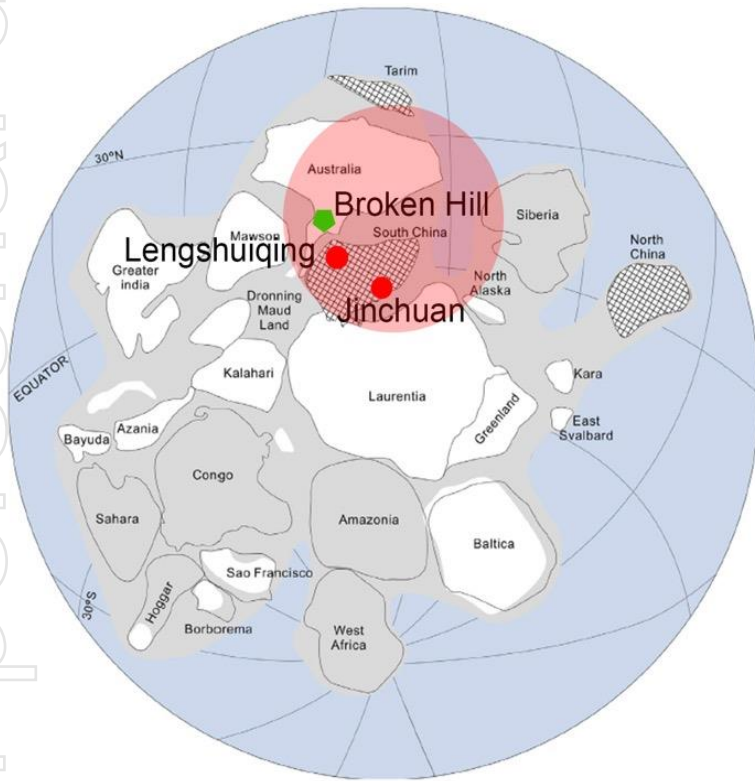 Tarim
30ºN
Australia
Broken Hill
South China
Siberia
Mawson
Lengshuiqing
Greater
india
North
China
North
Alaska
Jinchuan
Dronning
Maud
Land
EQUATOR
Kalahari
Laurentia
Kara
Greenland
East
Svalbard
Bayuda
Azania
Congo
Sahara
Amazonia
Baltica
Sao Francisco
Hoggar
30ºS
Borborema
West
Africa